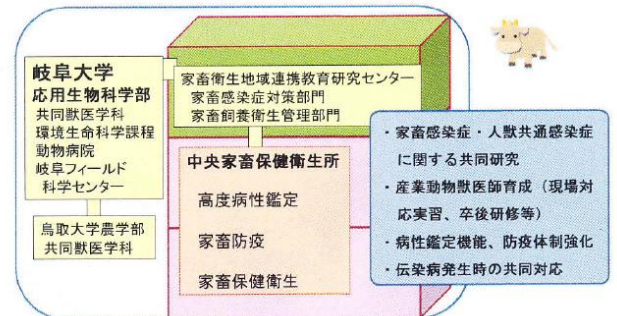 岐阜大学
応用生物科学部
共同獣医学科
環境生命科学課程
動物病院
岐阜フィールド
科学センター
鳥取大学農学部
共同獣医学科
家畜衛生地域連携教育研究センター
家畜感染症対策部門
家畜飼養衛生管理部門
中央家畜保健衛生所
高度病性鑑定
家畜防疫
家畜保健衛生
・家畜感染症・人獣共通感染症
に関する共同研究
・産業動物獣医師育成（現場対
応実習、卒後研修等）
・病性鑑定機能、防疫体制強化
・伝染病発生時の共同対応